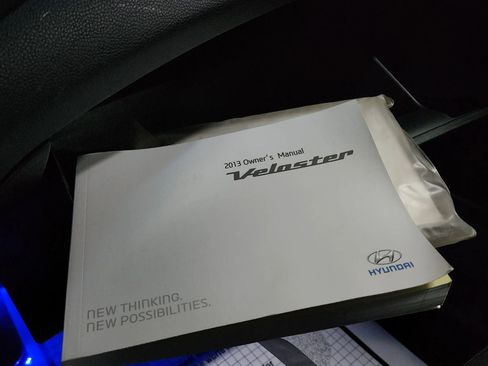 2013 Owner's Manual
Veloster
HYUNDAI
NEW THINKING.
NEW POSSIBILITIES.